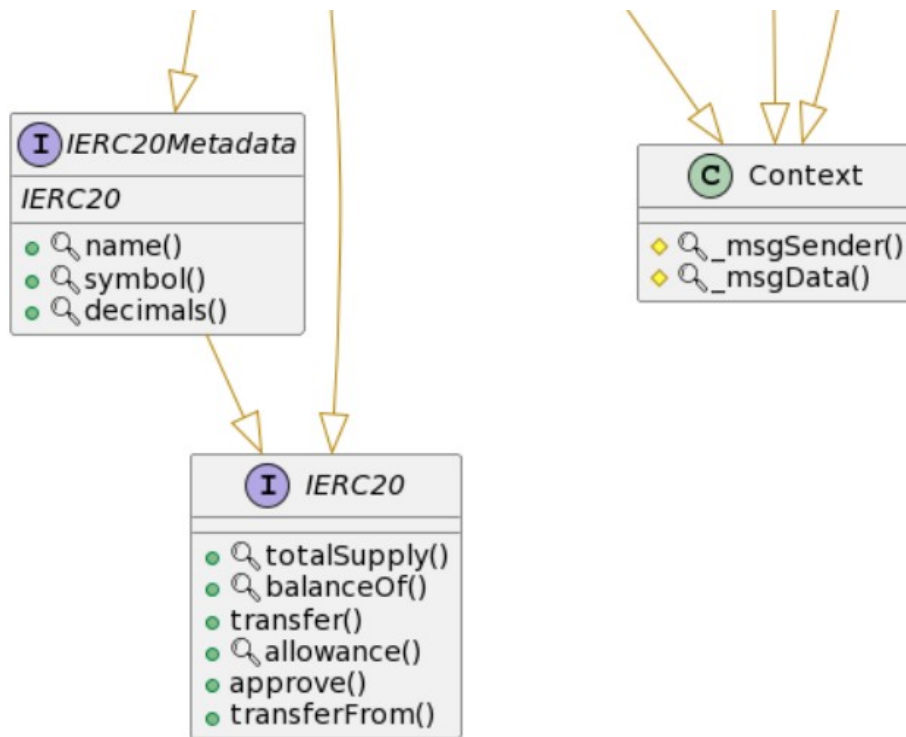 I IERC20Metadata
IERC20
name()
symbol()
decimals()
C Context
_msgSender()
_msgData()
I IERC20
totalSupply()
balanceOf()
transfer()
allowance()
approve()
transferFrom()